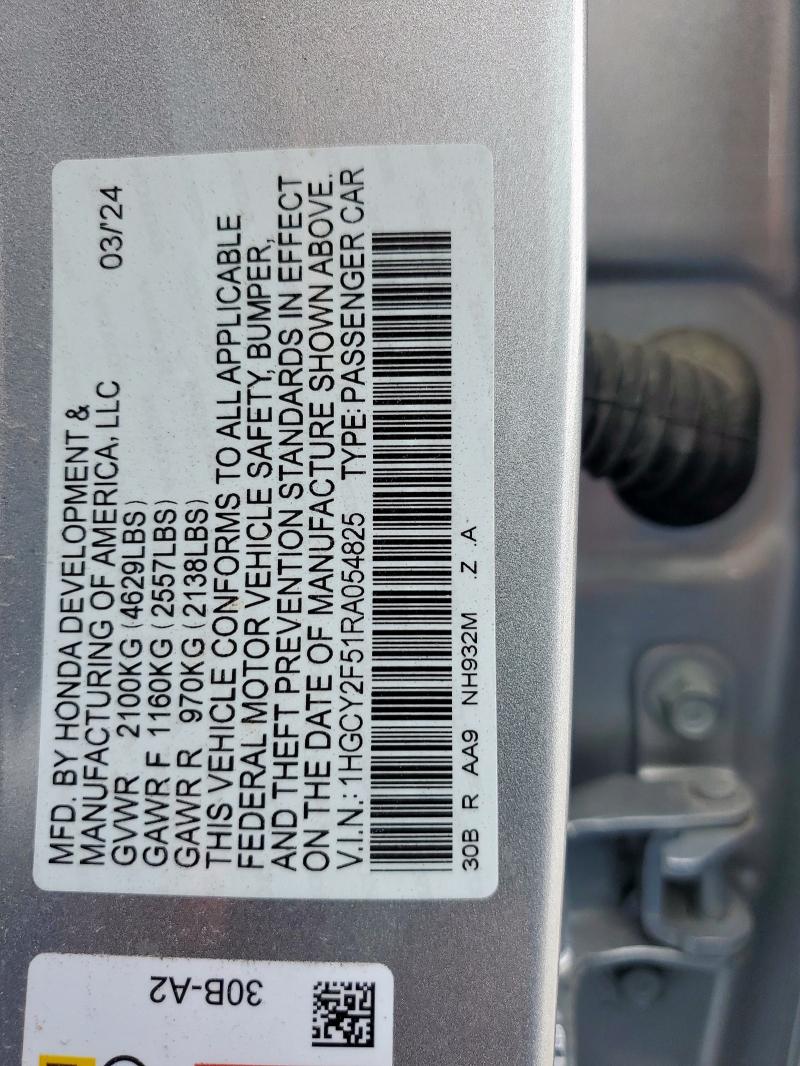 MFD. BY HONDA DEVELOPMENT &
MANUFACTURING OF AMERICA, LLC 03/'24
GVWR 2100KG (4629LBS)
GAWR F 1160KG (2557LBS)
GAWR R 970KG (2138LBS)
THIS VEHICLE CONFORMS TO ALL APPLICABLE
FEDERAL MOTOR VEHICLE SAFETY, BUMPER,
AND THEFT PREVENTION STANDARDS IN EFFECT
ON THE DATE OF MANUFACTURE SHOWN ABOVE.
V.I.N.: 1HGCY2F51RA054825 TYPE: PASSENGER CAR
30B R AA9 NH932M .Z .A
30B-A2